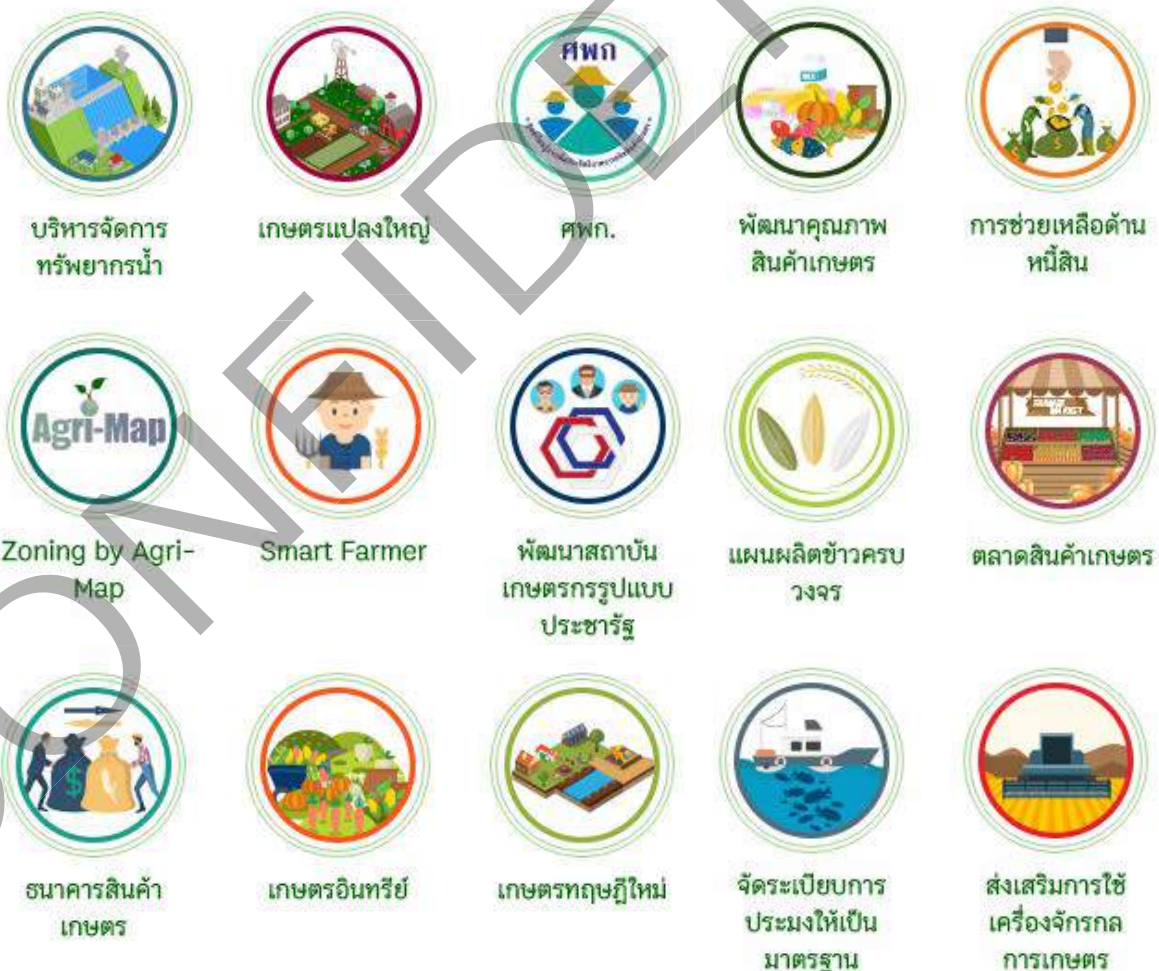 ศพก
บริหารจัดการ
ทรัพยากรน้ำ
เกษตรแปลงใหญ่
ศพก.
พัฒนาคุณภาพ
สินค้าเกษตร
การช่วยเหลือด้าน
หนี้สิน
Agri-Map
FARMER
MARKET
Zoning by Agri-
Map
Smart Farmer
พัฒนาสถาบัน
เกษตรกรรูปแบบ
ประชารัฐ
แผนผลิตข้าวครบ
วงจร
ตลาดสินค้าเกษตร
ธนาคารสินค้า
เกษตร
เกษตรอินทรีย์
เกษตรทฤษฎีใหม่
จัดระเบียบการ
ประมงให้เป็น
มาตรฐาน
ส่งเสริมการใช้
เครื่องจักรกล
การเกษตร